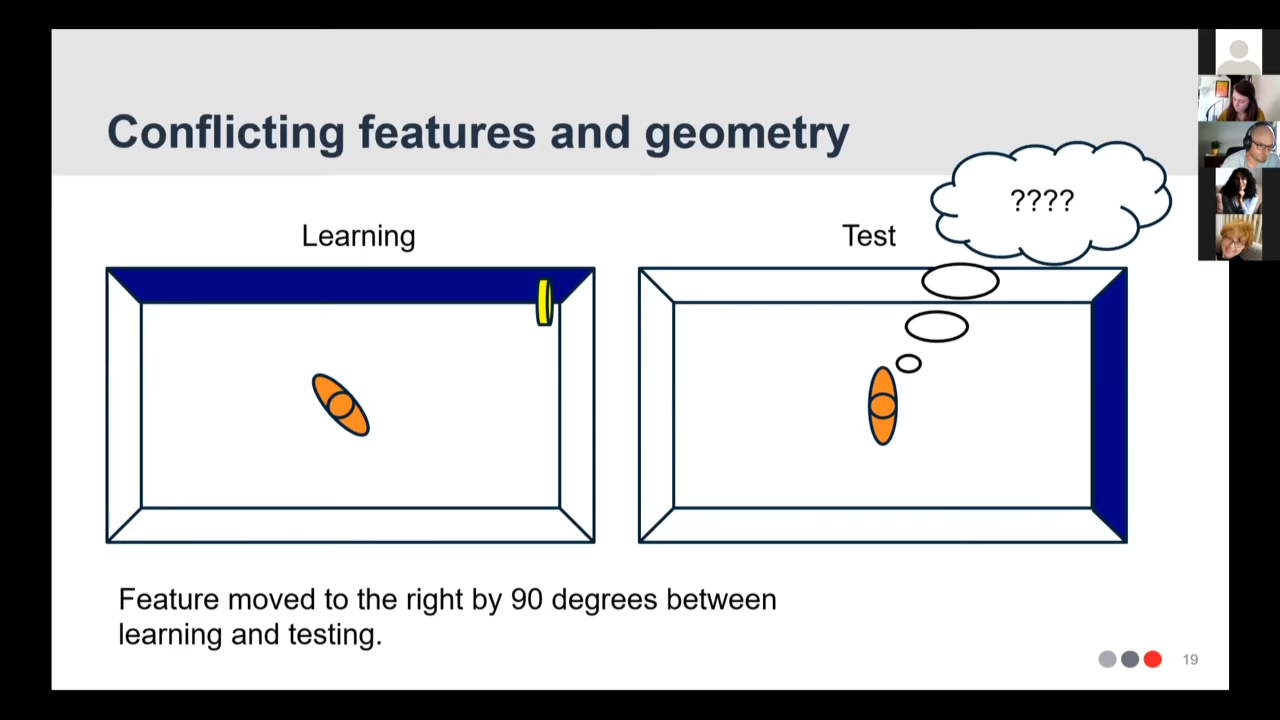 Conflicting features and geometry
????
Learning
Test
Feature moved to the right by 90 degrees between
learning and testing.
19